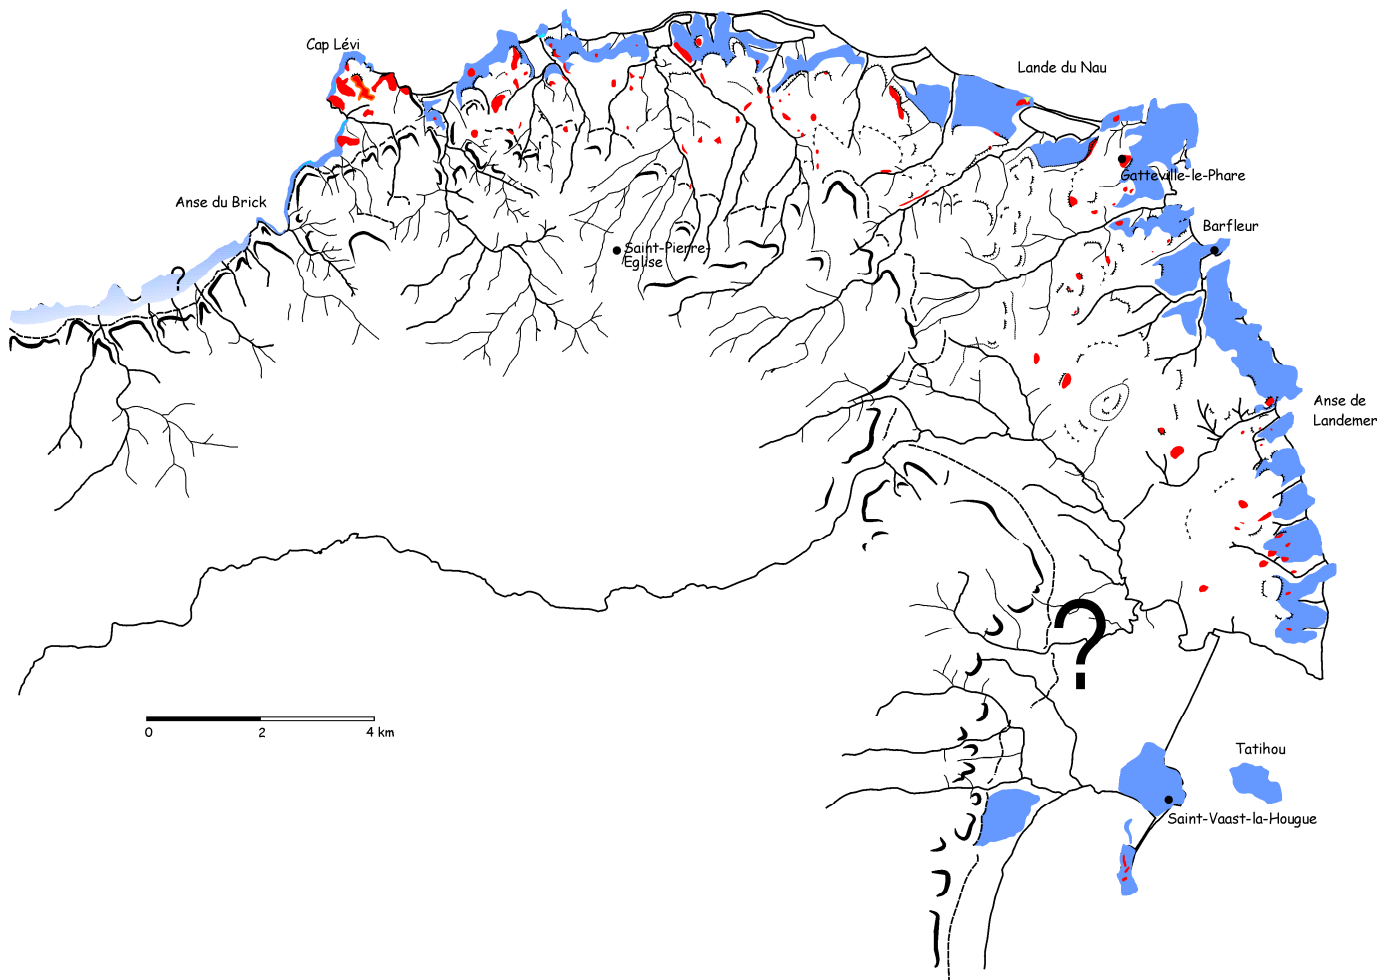 Cap Lévi
Lande du Nau
Gatteville-le-Phare
Anse du Brick
Barfleur
Saint-Pierre-
Eglise
?
Anse de
Landemer
?
0 2 4 km
Tatihou
Saint-Vaast-la-Hougue